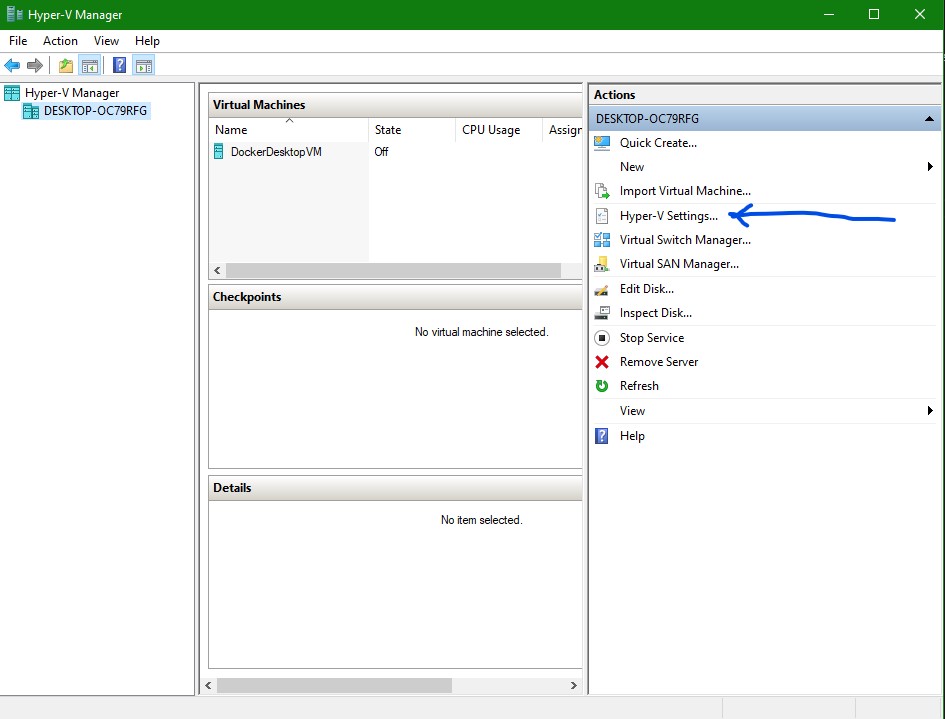 Hyper-V Manager
File Action View Help
Hyper-V Manager
DESKTOP-OC79RFG
Virtual Machines
Name State CPU Usage Assign
DockerDesktopVM Off
Checkpoints
No virtual machine selected.
Details
No item selected.
Actions
DESKTOP-OC79RFG
Quick Create...
New
Import Virtual Machine...
Hyper-V Settings...
Virtual Switch Manager...
Virtual SAN Manager...
Edit Disk...
Inspect Disk...
Stop Service
Remove Server
Refresh
View
Help